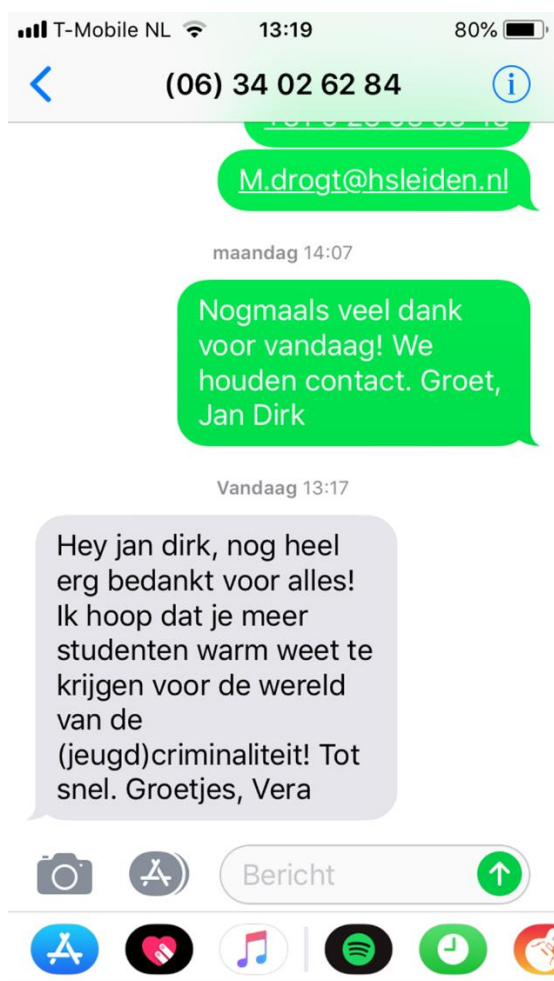 T-Mobile NL 13:19 80%
(06) 34 02 62 84
M.drogt@hsleiden.nl
maandag 14:07
Nogmaals veel dank
voor vandaag! We
houden contact. Groet,
Jan Dirk
Vandaag 13:17
Hey jan dirk, nog heel
erg bedankt voor alles!
Ik hoop dat je meer
studenten warm weet te
krijgen voor de wereld
van de
(jeugd)criminaliteit! Tot
snel. Groetjes, Vera
Bericht